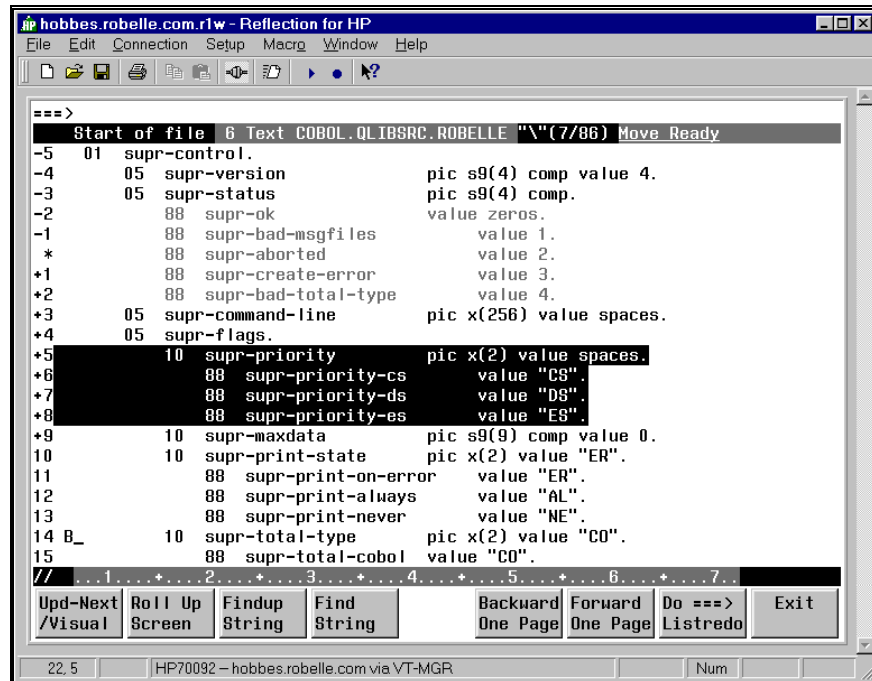 hobbes.robelle.com.r1w - Reflection for HP
File Edit Connection Setup Macro Window Help
===>
Start of file 6 Text COBOL.QLIBSRC.ROBELLE "\"(7/86) Move Ready
-5 01 supr-control.
-4 05 supr-version pic s9(4) comp value 4.
-3 05 supr-status pic s9(4) comp.
-2 88 supr-ok value zeros.
-1 88 supr-bad-msgfiles value 1.
* 88 supr-aborted value 2.
+1 88 supr-create-error value 3.
+2 88 supr-bad-total-type value 4.
+3 05 supr-command-line pic x(256) value spaces.
+4 05 supr-flags.
+5 10 supr-priority pic x(2) value spaces.
+6 88 supr-priority-cs value "CS".
+7 88 supr-priority-ds value "DS".
+8 88 supr-priority-es value "ES".
+9 10 supr-maxdata pic s9(9) comp value 0.
10 10 supr-print-state pic x(2) value "ER".
11 88 supr-print-on-error value "ER".
12 88 supr-print-always value "AL".
13 88 supr-print-never value "NE".
14 B_ 10 supr-total-type pic x(2) value "CO".
15 88 supr-total-cobol value "CO".
// ...1....+....2....+....3....+....4....+....5....+....6....+....7..
Upd-Next Roll Up Findup Find Backward Forward Do ===> Exit
/Visual Screen String String One Page One Page Listredo
22, 5 HP70092 – hobbes.robelle.com via VT-MGR Num